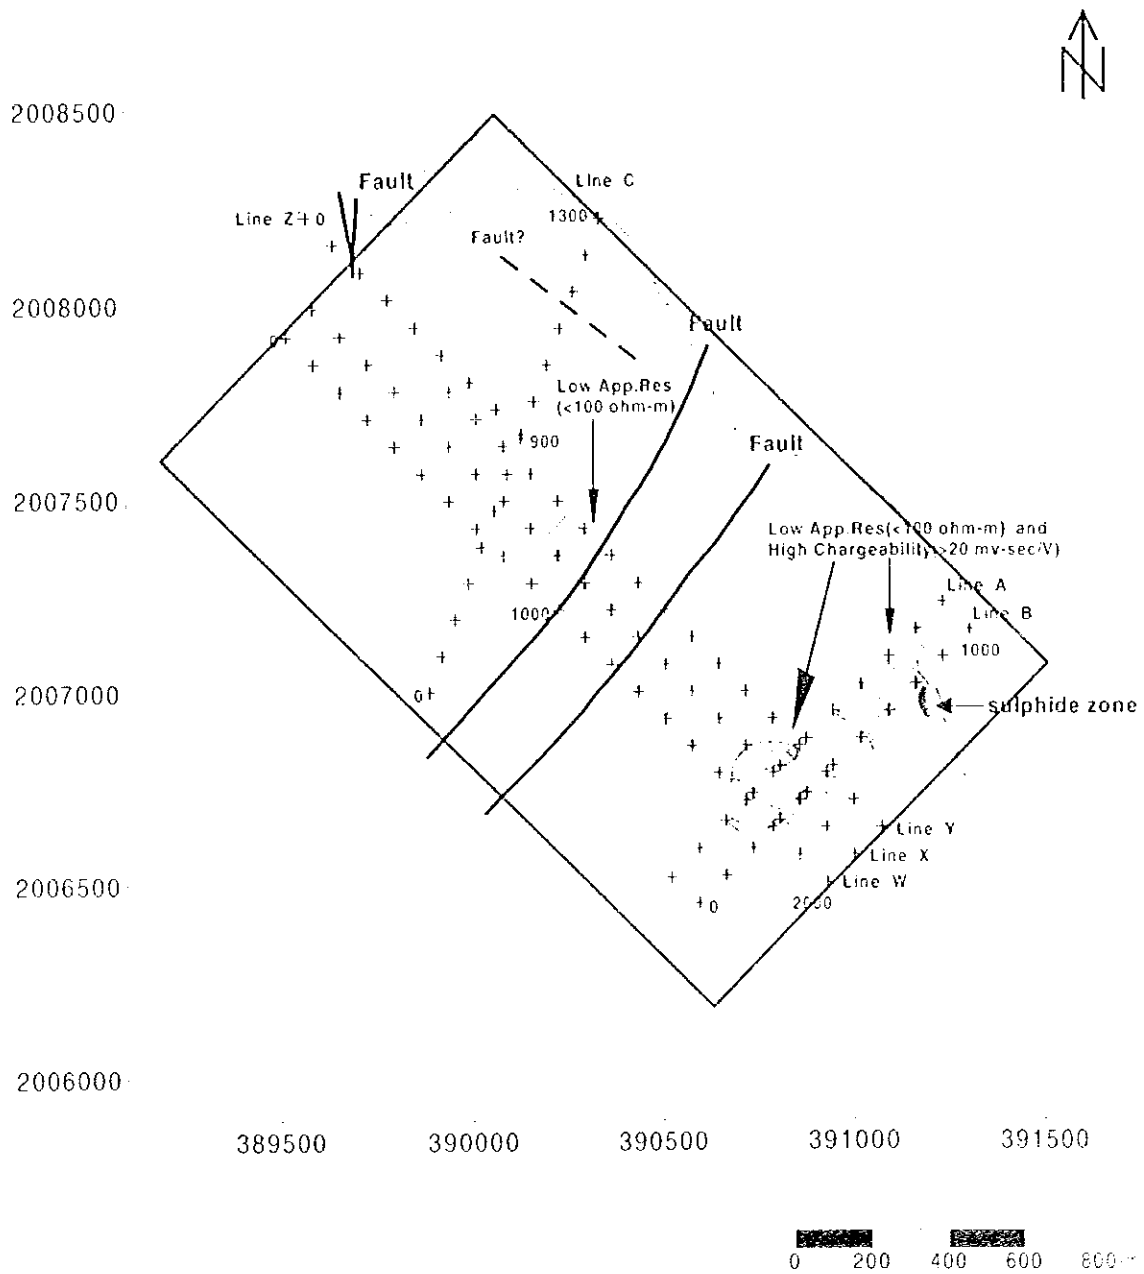 N
2008500
Fault
Line C
Line Z
0
1300
Fault?
2008000
Fault
0
Low App.Res
(<100 ohm-m)
900
Fault
2007500
Low App.Res(<100 ohm-m) and
High Chargeability(>20 mv-sec/V)
Line A
Line B
1000
1000
2007000
0
sulphide zone
Line Y
Line X
Line W
2006500
0
2000
2006000
389500 390000 390500 391000 391500
0 200 400 600 800